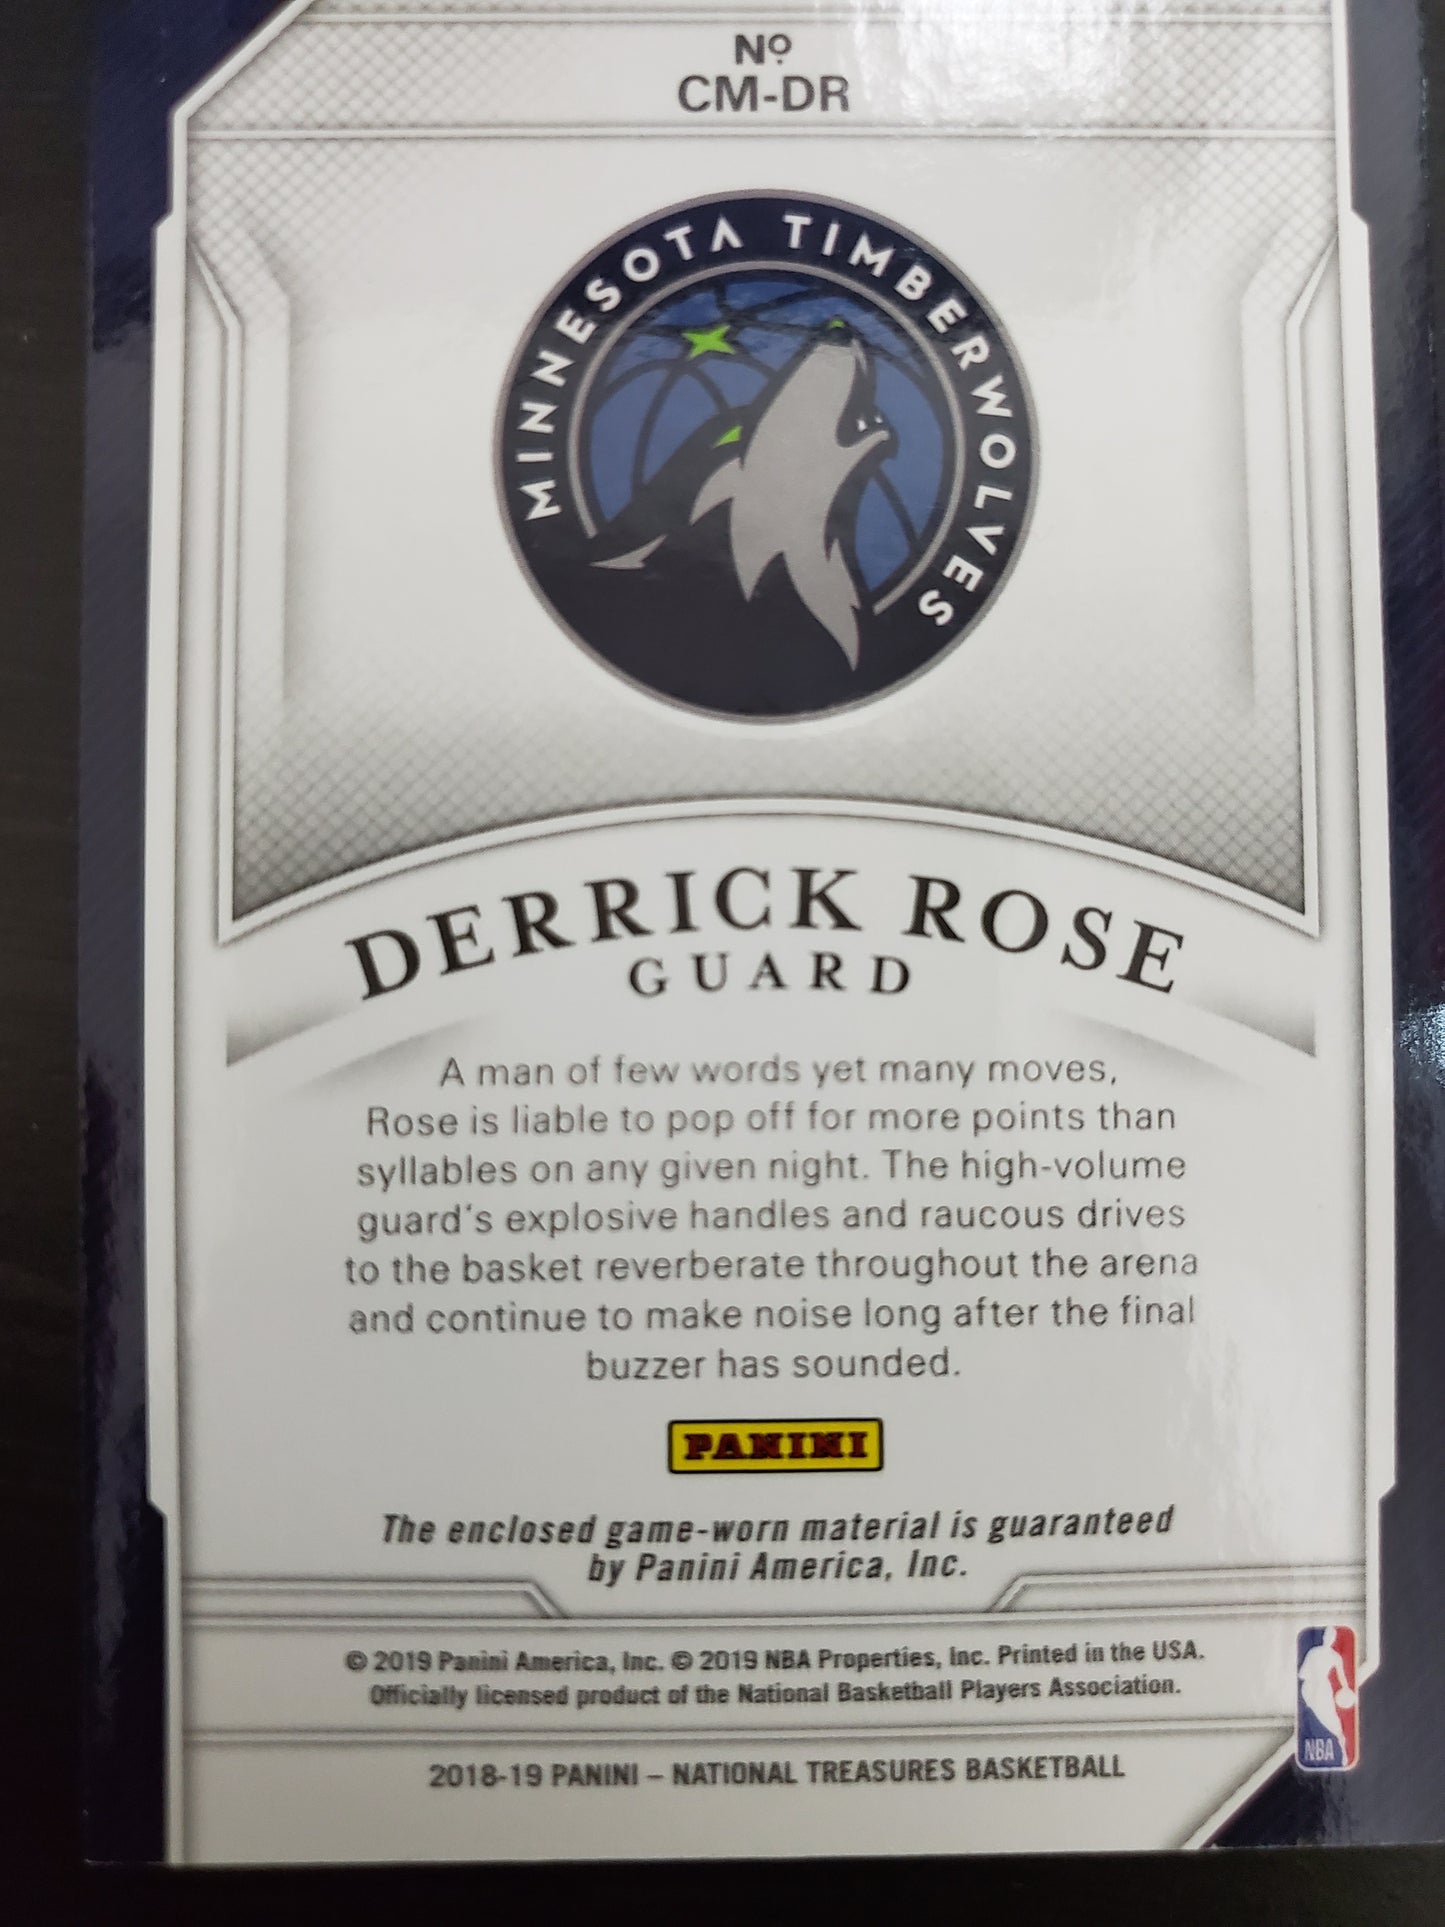 Nº
CM-DR
MINNESOTA TIMBERWOLVES
DERRICK ROSE
GUARD
A man of few words yet many moves,
Rose is liable to pop off for more points than
syllables on any given night. The high-volume
guard's explosive handles and raucous drives
to the basket reverberate throughout the arena
and continue to make noise long after the final
buzzer has sounded.
PANINI
The enclosed game-worn material is guaranteed
by Panini America, Inc.
© 2019 Panini America, Inc. © 2019 NBA Properties, Inc. Printed in the USA.
Officially licensed product of the National Basketball Players Association.
NBA
2018-19 PANINI – NATIONAL TREASURES BASKETBALL